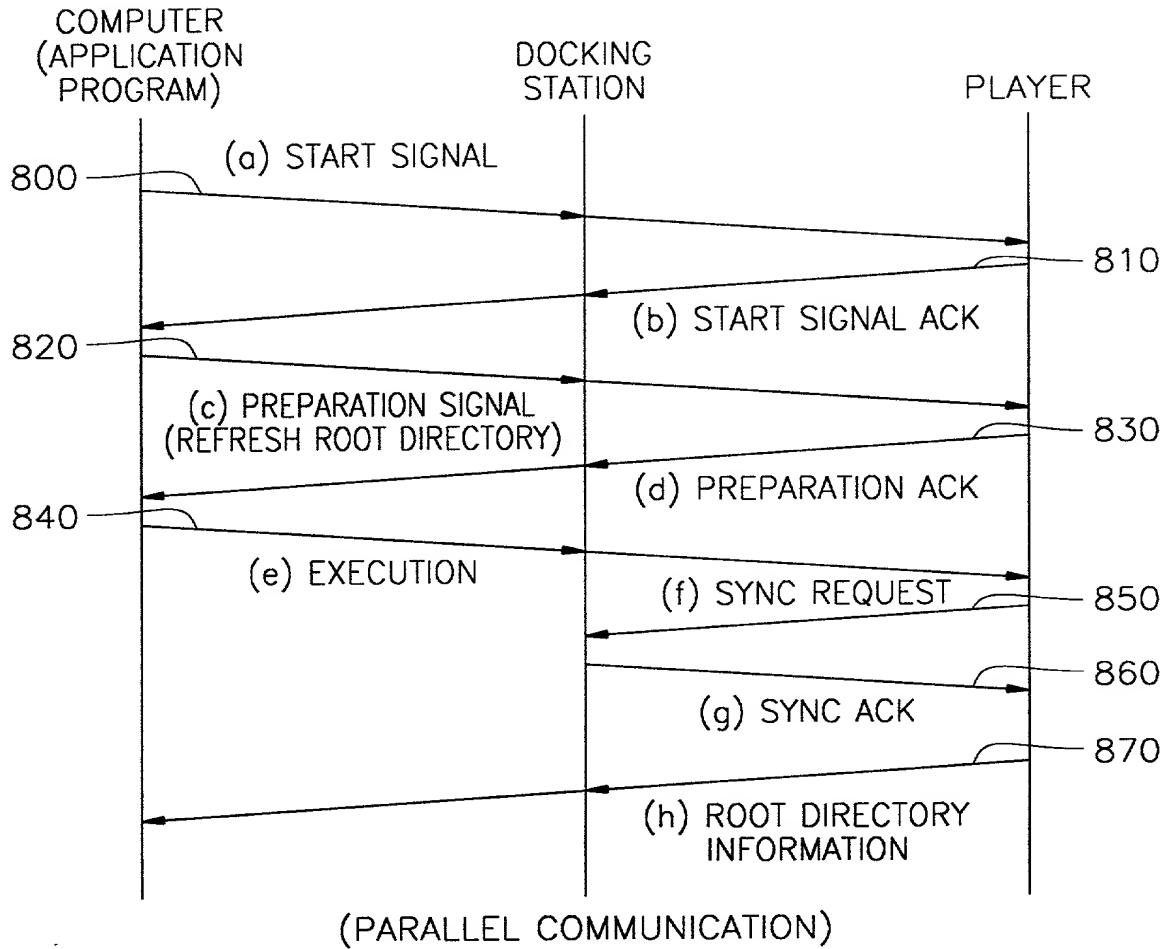 COMPUTER
(APPLICATION
PROGRAM)
DOCKING
STATION
PLAYER
(a) START SIGNAL
800
810
(b) START SIGNAL ACK
820
(c) PREPARATION SIGNAL
(REFRESH ROOT DIRECTORY)
830
(d) PREPARATION ACK
840
(e) EXECUTION
(f) SYNC REQUEST
850
860
(g) SYNC ACK
870
(h) ROOT DIRECTORY
INFORMATION
(PARALLEL COMMUNICATION)